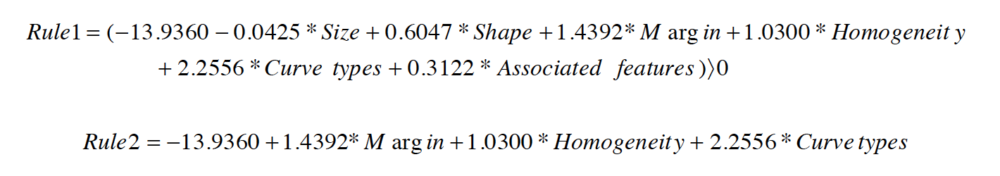 Rule1 = (−13.9360 − 0.0425 * Size + 0.6047 * Shape + 1.4392* M arg in + 1.0300 * Homogeneit y
+ 2.2556 * Curve types + 0.3122 * Associated features )⟩0
Rule2 = −13.9360 + 1.4392* M arg in + 1.0300 * Homogeneity + 2.2556 * Curve types